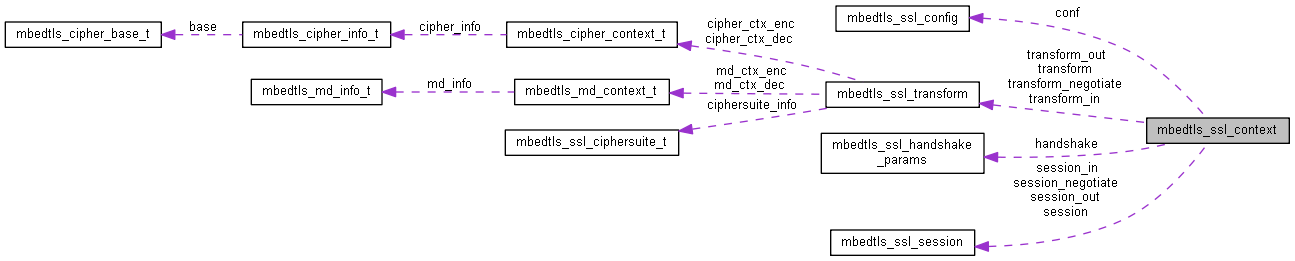 mbedtls_cipher_base_t
base
mbedtls_cipher_info_t
cipher_info
mbedtls_cipher_context_t
cipher_ctx_enc
cipher_ctx_dec
mbedtls_ssl_config
conf
mbedtls_md_info_t
md_info
mbedtls_md_context_t
md_ctx_enc
md_ctx_dec
ciphersuite_info
mbedtls_ssl_transform
transform_out
transform
transform_negotiate
transform_in
mbedtls_ssl_context
mbedtls_ssl_ciphersuite_t
mbedtls_ssl_handshake
_params
handshake
session_in
session_negotiate
session_out
session
mbedtls_ssl_session